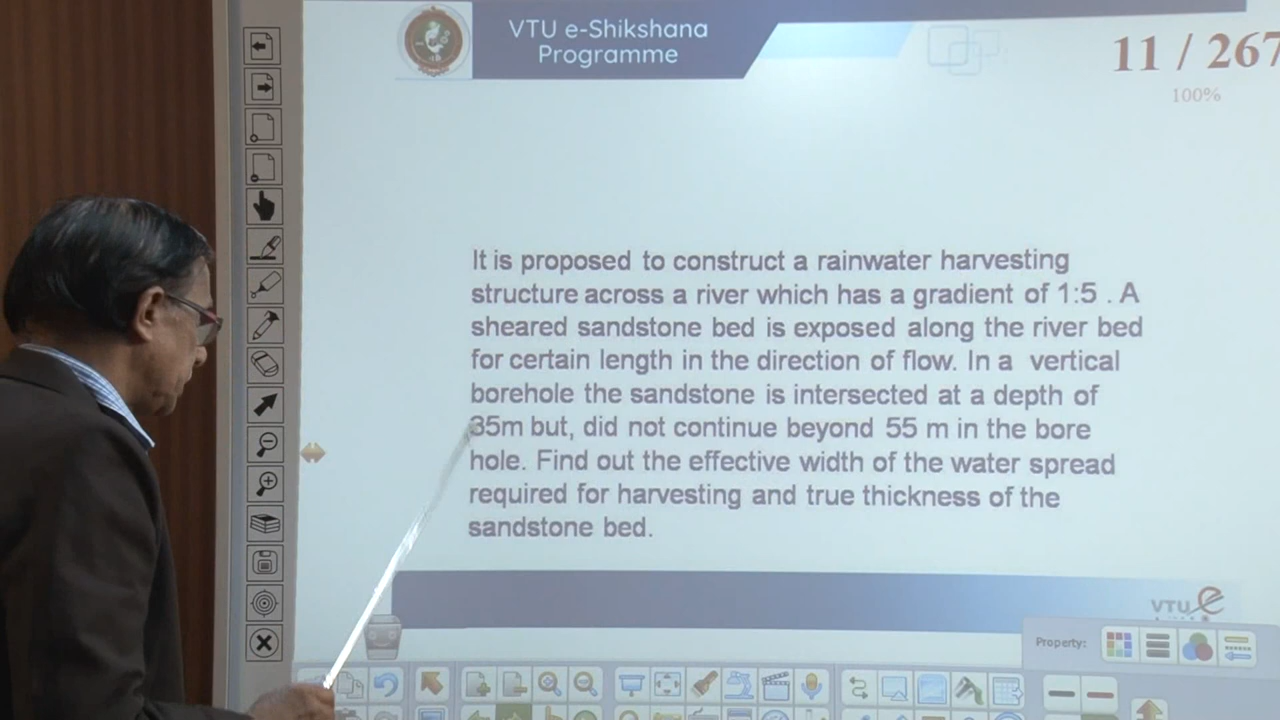 VTU e-Shikshana
Programme
11 / 267
100%
It is proposed to construct a rainwater harvesting
structure across a river which has a gradient of 1:5 . A
sheared sandstone bed is exposed along the river bed
for certain length in the direction of flow. In a vertical
borehole the sandstone is intersected at a depth of
35m but, did not continue beyond 55 m in the bore
hole. Find out the effective width of the water spread
required for harvesting and true thickness of the
sandstone bed.
VTU e
Property: